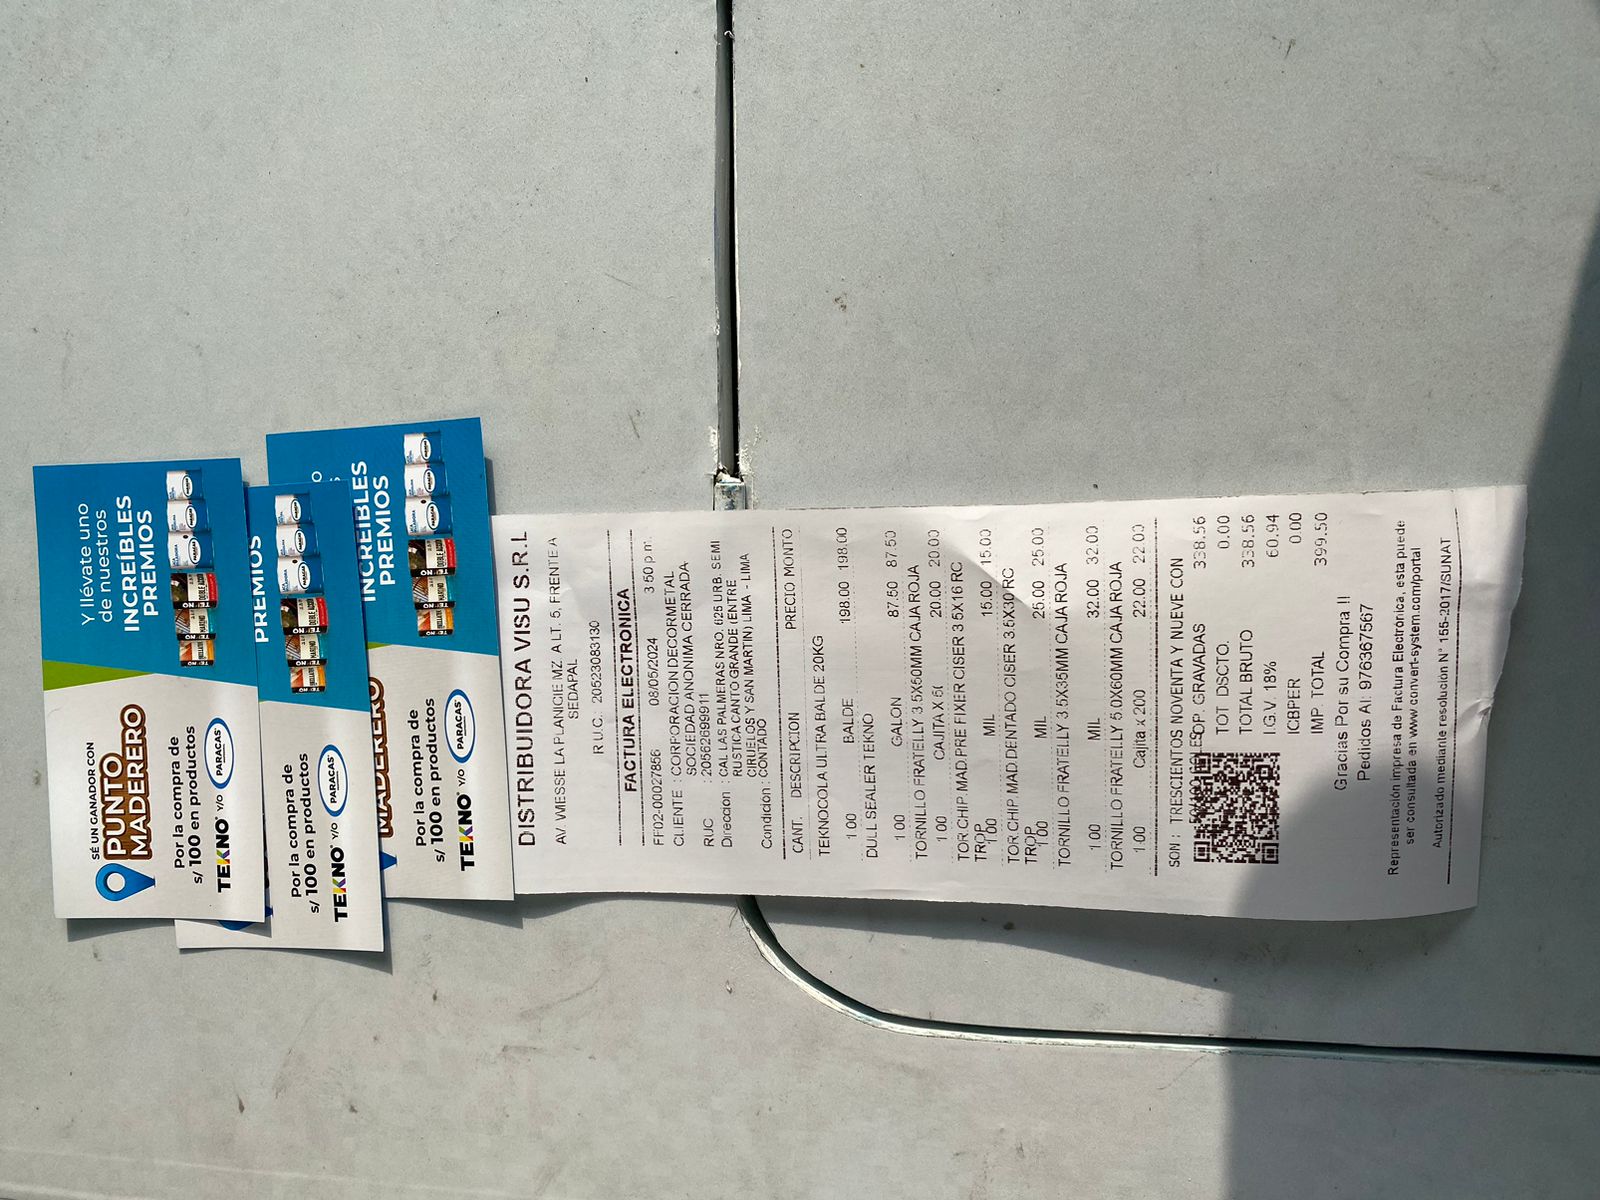 Y llévate uno
de nuestros
INCREÍBLES
PREMIOS
SÉ UN GANADOR CON
PUNTO
MADERERO
Por la compra de
s/ 100 en productos
TEKNO Y/O PARACAS
PREMIOS
Por la compra de
s/ 100 en productos
TEKNO Y/O PARACAS
INCREÍBLES
PREMIOS
MADERERO
Por la compra de
s/ 100 en productos
TEKNO Y/O PARACAS
DISTRIBUIDORA VISU S.R.L
AV. WIESSE LA PLANICIE MZ. A LT. 5, FRENTE A
SEDAPAL
R.U.C.: 20523083130
FACTURA ELECTRONICA
FF02-00027856 08/05/2024 3:50 p.m.
CLIENTE : CORPORACION DECORMETAL
SOCIEDAD ANONIMA CERRADA
RUC : 20562699911
Direccion : CAL LAS PALMERAS NRO. 625 URB. SEMI
RUSTICA CANTO GRANDE (ENTRE
CIRUELOS Y SAN MARTIN) LIMA - LIMA
Condicion : CONTADO
CANT. DESCRIPCION PRECIO MONTO
TEKNOCOLA ULTRA BALDE 20KG
1.00 BALDE 198.00 198.00
DULL SEALER TEKNO
1.00 GALON 87.50 87.50
TORNILLO FRATELLY 3.5X50MM CAJA ROJA
1.00 CAJITA X 5( 20.00 20.00
TOR.CHIP.MAD.PRE FIXER CISER 3.5X16 RC
TROP
1.00 MIL 15.00 15.00
TOR.CHIP MAD DENTADO CISER 3.5X30 RC
TROP
1.00 MIL 25.00 25.00
TORNILLO FRATELLY 3.5X35MM CAJA ROJA
1.00 MIL 32.00 32.00
TORNILLO FRATELLY 5.0X60MM CAJA ROJA
1.00 Cajita x 200 22.00 22.00
SON : TRESCIENTOS NOVENTA Y NUEVE CON
OP. GRAVADAS 338.56
TOT DSCTO. 0.00
TOTAL BRUTO 338.56
I.G.V. 18% 60.94
ICBPER 0.00
IMP. TOTAL 399.50
Gracias Por su Compra !!
Pedidos Al: 976367567
Representación impresa de Factura Electrónica, esta puede
ser consultada en www.convert-system.com/portal
Autorizado mediante resolución N° 155-2017/SUNAT